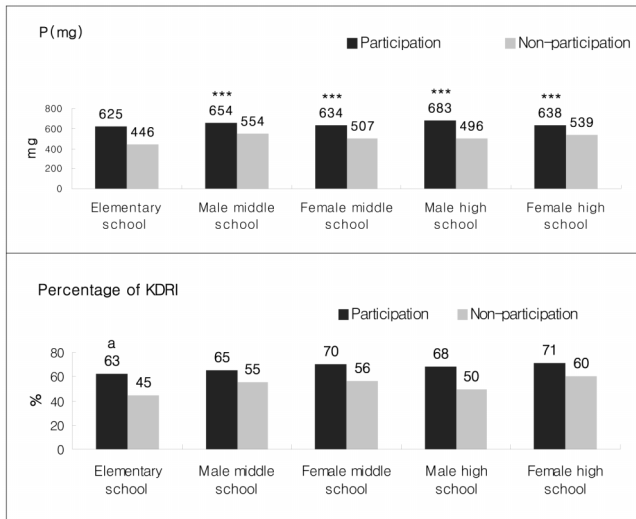 P(mg)
Participation Non-participation
*** *** *** ***
625 446 654 554 634 507 683 496 638 539
800
600
400
200
0
mg
Elementary school Male middle school Female middle school Male high school Female high school
Percentage of KDRI
Participation Non-participation
a
63 45 65 55 70 56 68 50 71 60
80
60
40
20
0
%
Elementary school Male middle school Female middle school Male high school Female high school